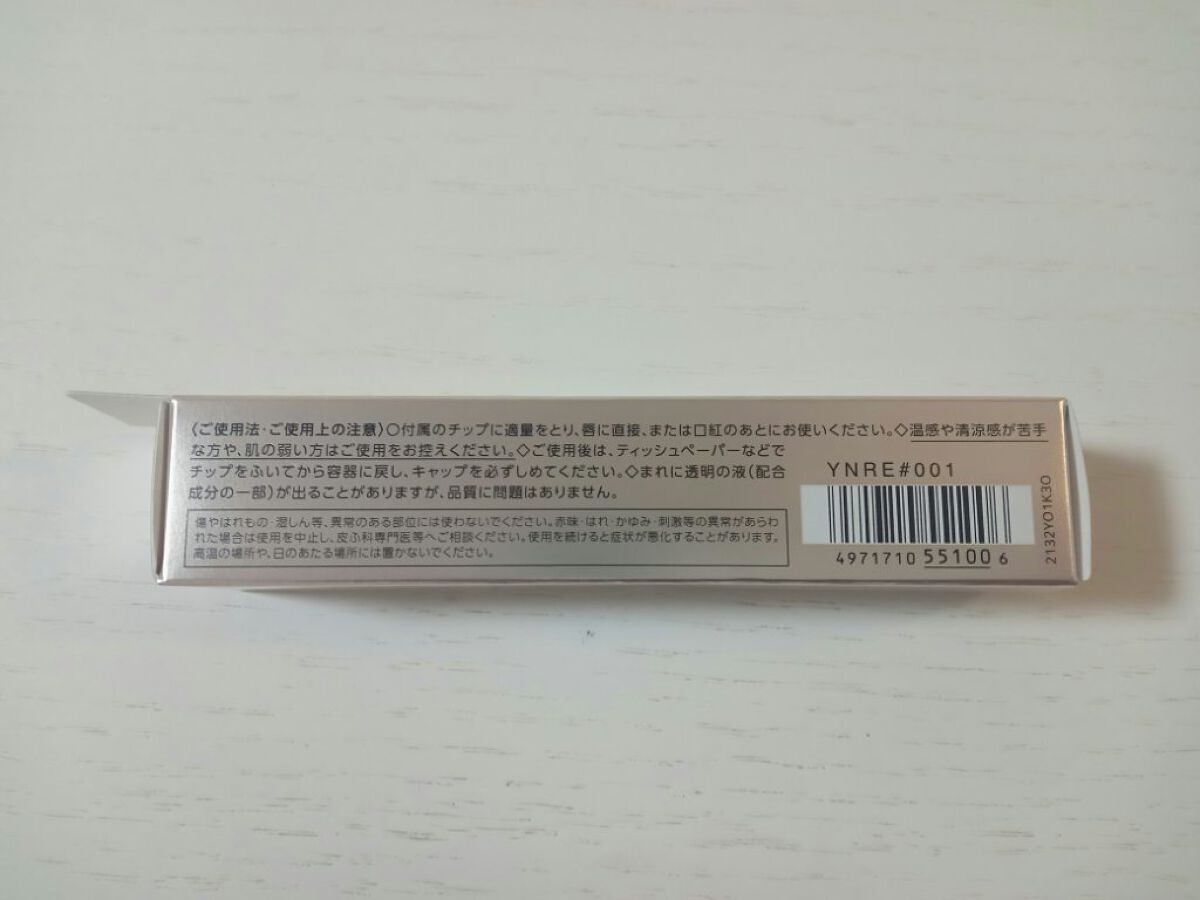 〈ご使用法・ご使用上の注意〉○付属のチップに適量をとり、唇に直接、または口紅のあとにお使いください。◇温感や清涼感が苦手
な方や、肌の弱い方はご使用をお控えください。◇ご使用後は、ティッシュペーパーなどで
チップをふいてから容器に戻し、キャップを必ずしめてください。◇まれに透明の液(配合
成分の一部)が出ることがありますが、品質に問題はありません。
傷やはれもの・湿しん等、異常のある部位には使わないでください。赤味・はれ・かゆみ・刺激等の異常があらわ
れた場合は使用を中止し、皮ふ科専門医等へご相談ください。使用を続けると症状が悪化することがあります。
高温の場所や、日のあたる場所には置かないでください。
YNRE#001
4971710 55100 6
2132YO1K3O